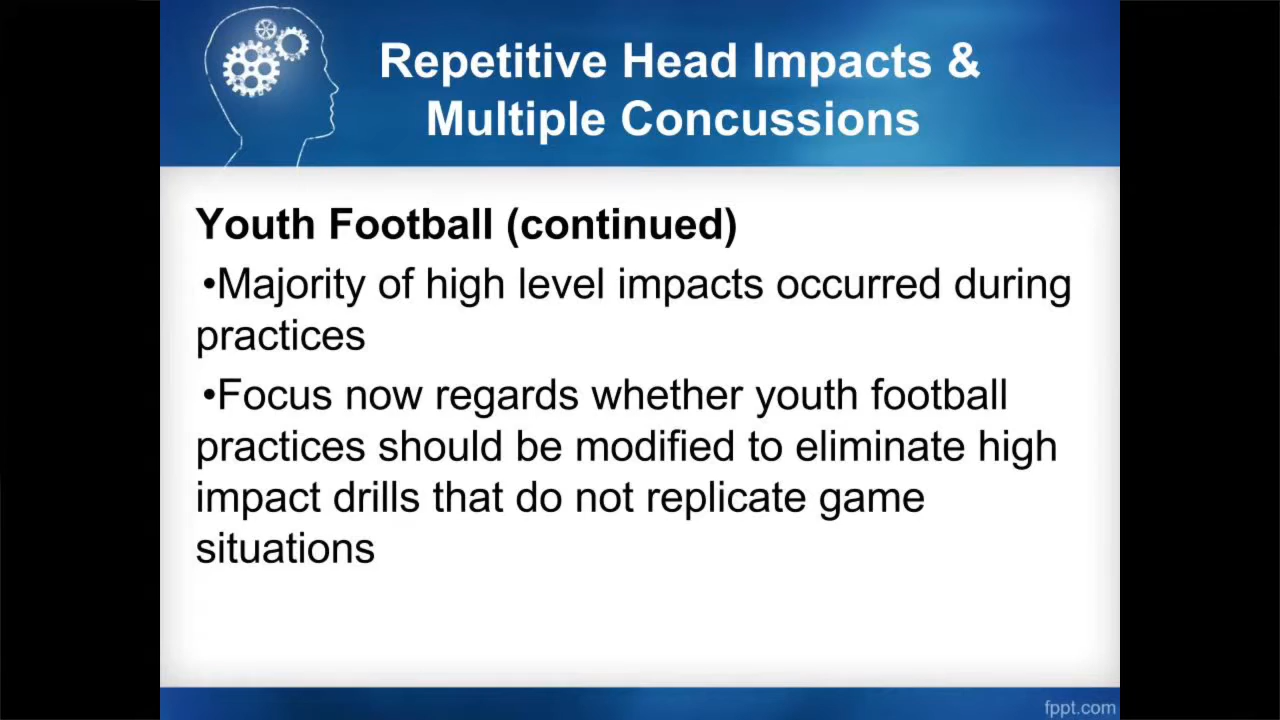 Repetitive Head Impacts &
Multiple Concussions
Youth Football (continued)
•Majority of high level impacts occurred during
practices
•Focus now regards whether youth football
practices should be modified to eliminate high
impact drills that do not replicate game
situations
fppt.com